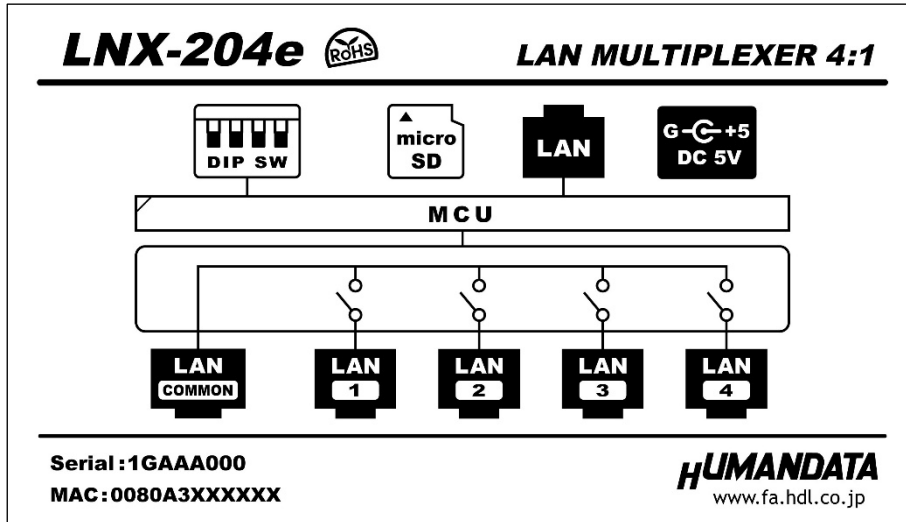 LNX-204e RoHS LAN MULTIPLEXER 4:1
DIP SW
micro
SD
LAN
G +5
DC 5V
MCU
LAN
COMMON
LAN
1
LAN
2
LAN
3
LAN
4
Serial:1GAAA000
MAC:0080A3XXXXXX
HUMANDATA
www.fa.hdl.co.jp